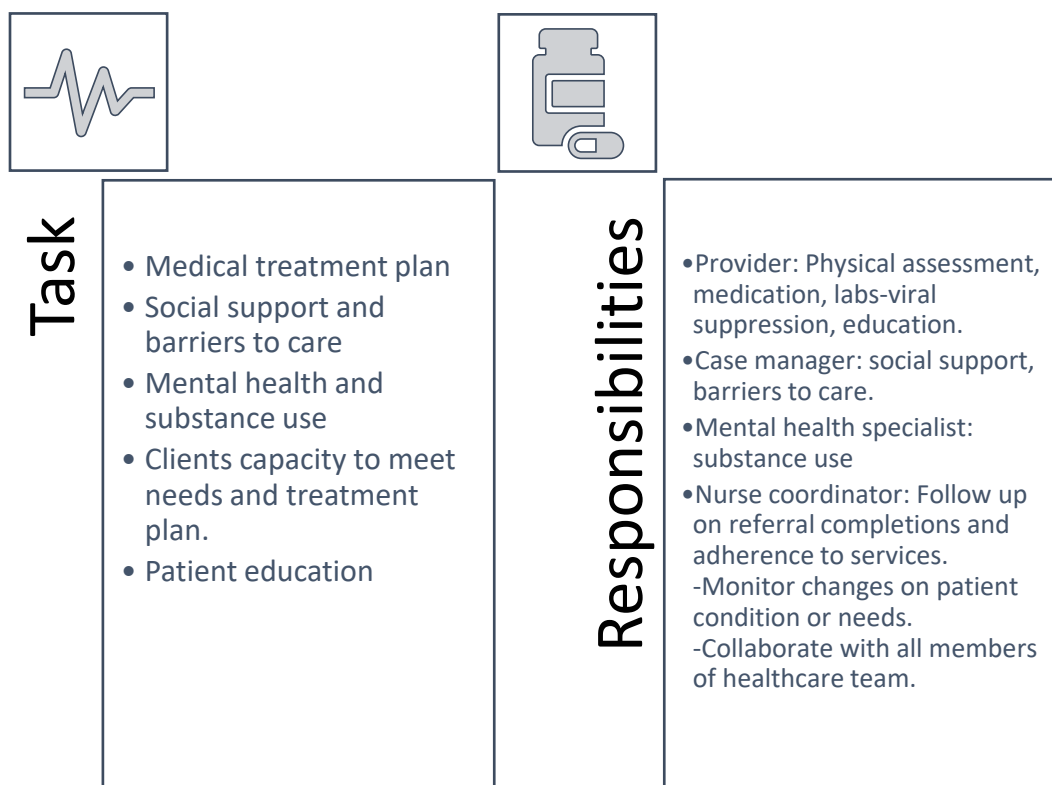 Task
• Medical treatment plan
• Social support and
barriers to care
• Mental health and
substance use
• Clients capacity to meet
needs and treatment
plan.
• Patient education
Responsibilities
•Provider: Physical assessment,
medication, labs-viral
suppression, education.
•Case manager: social support,
barriers to care.
•Mental health specialist:
substance use
•Nurse coordinator: Follow up
on referral completions and
adherence to services.
-Monitor changes on patient
condition or needs.
-Collaborate with all members
of healthcare team.